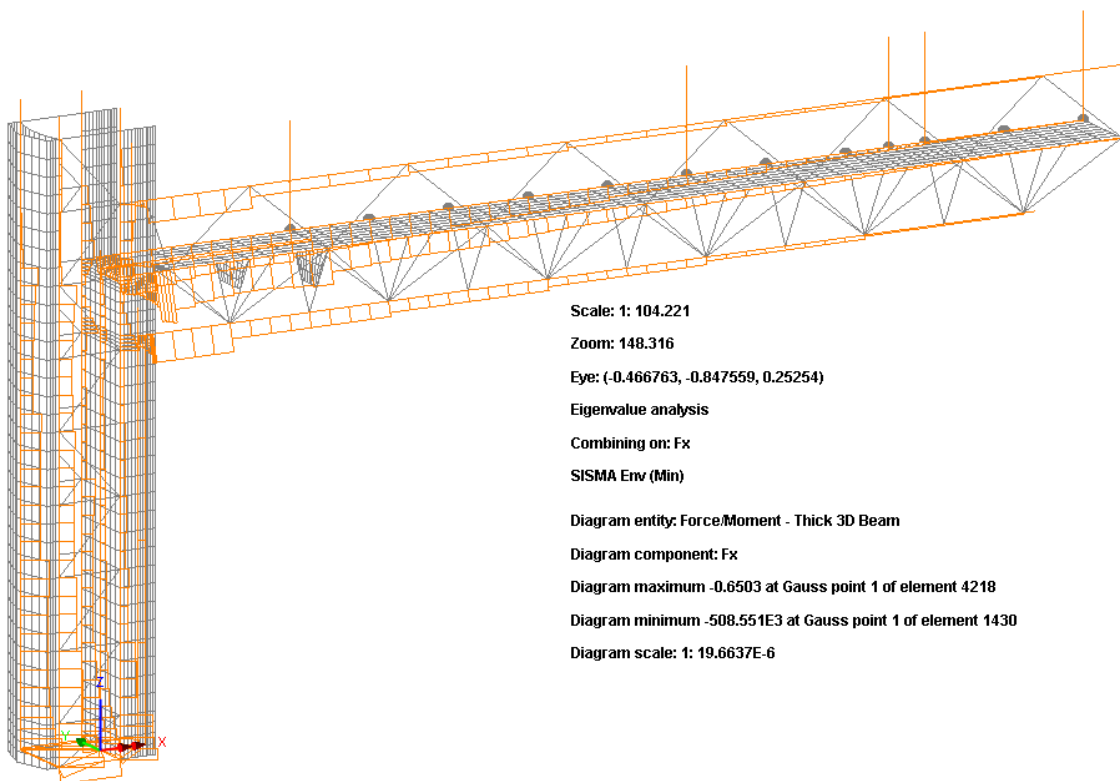 Scale: 1: 104.221
Zoom: 148.316
Eye: (-0.466763, -0.847559, 0.25254)
Eigenvalue analysis
Combining on: Fx
SISMA Env (Min)
Diagram entity: Force/Moment - Thick 3D Beam
Diagram component: Fx
Diagram maximum -0.6503 at Gauss point 1 of element 4218
Diagram minimum -508.551E3 at Gauss point 1 of element 1430
Diagram scale: 1: 19.6637E-6
Z
Y
X